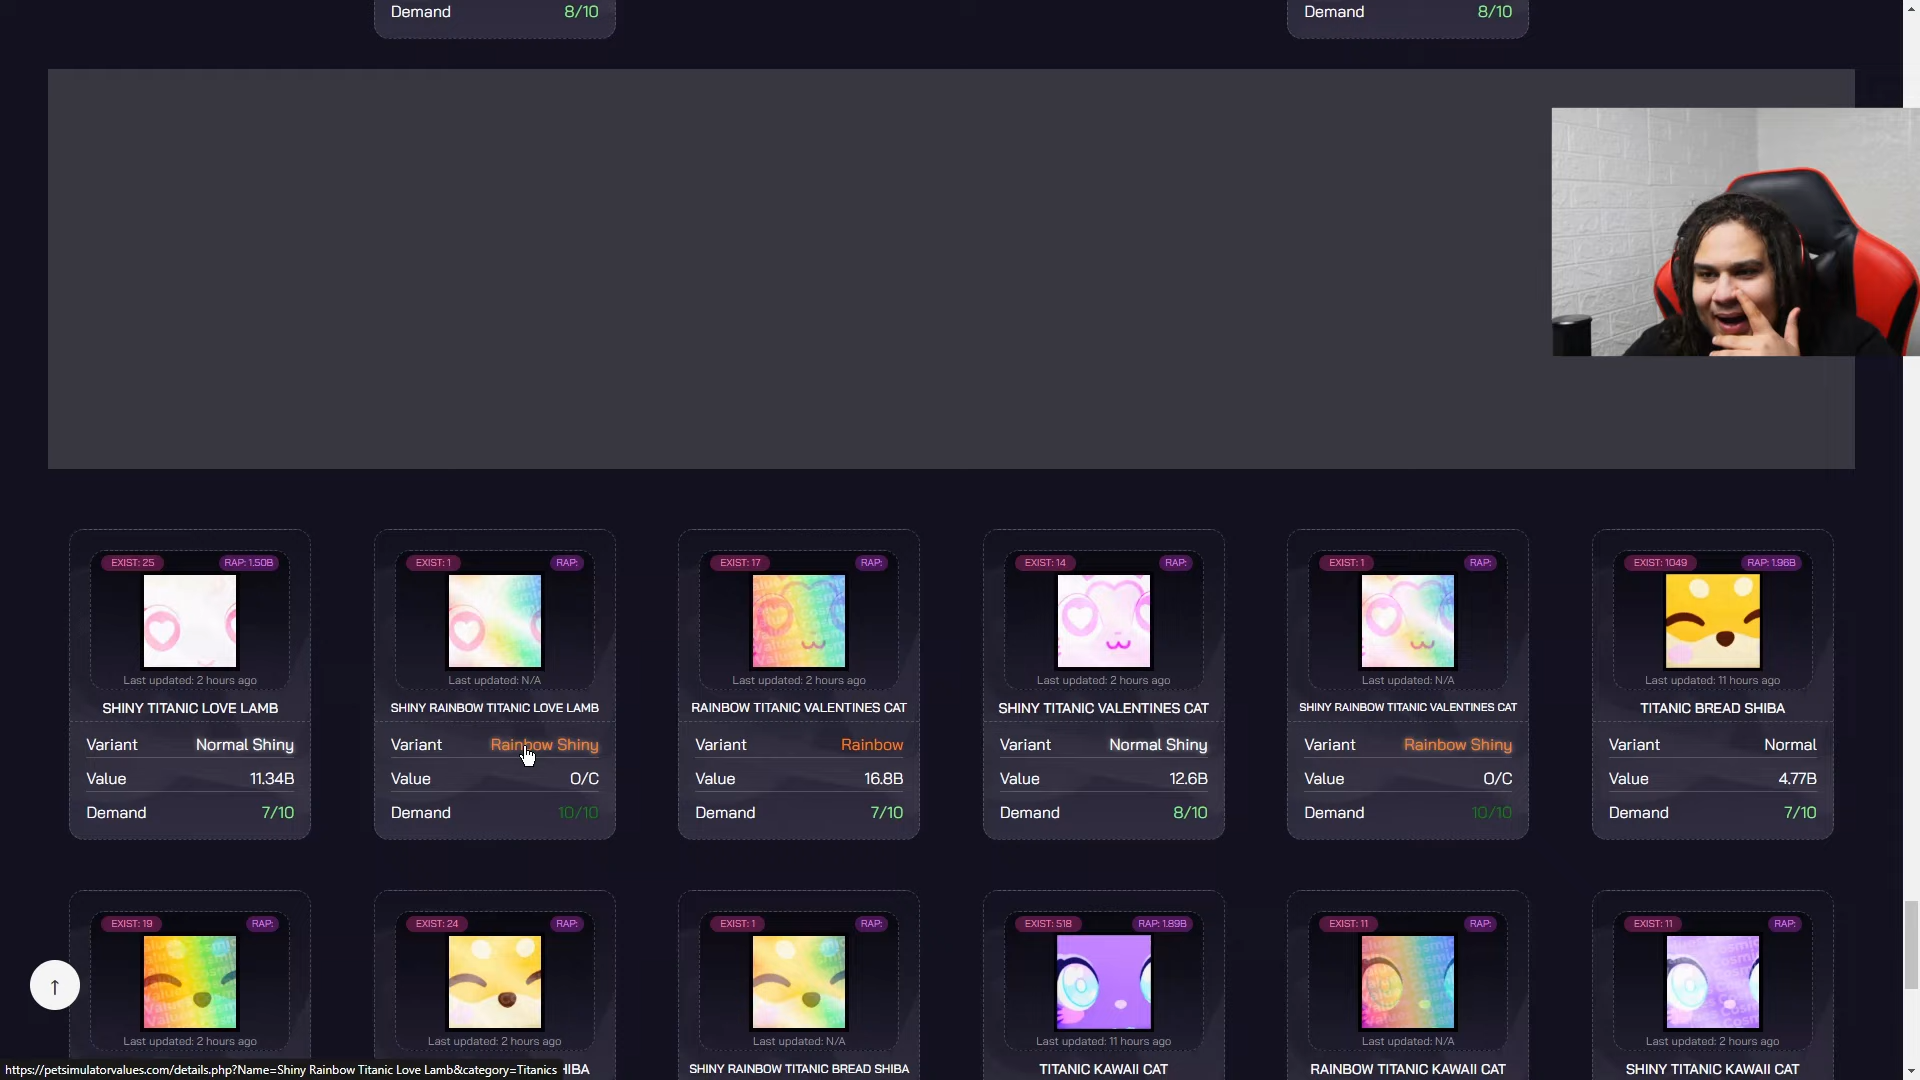 Demand 8/10
Demand 8/10
EXIST: 25 RAP: 1.50B
Last updated: 2 hours ago
SHINY TITANIC LOVE LAMB
Variant Normal Shiny
Value 11.34B
Demand 7/10
EXIST: 1 RAP:
Last updated: N/A
SHINY RAINBOW TITANIC LOVE LAMB
Variant Rainbow Shiny
Value O/C
Demand 10/10
EXIST: 17 RAP:
Last updated: 2 hours ago
RAINBOW TITANIC VALENTINES CAT
Variant Rainbow
Value 16.8B
Demand 7/10
EXIST: 14 RAP:
Last updated: 2 hours ago
SHINY TITANIC VALENTINES CAT
Variant Normal Shiny
Value 12.6B
Demand 8/10
EXIST: 1 RAP:
Last updated: N/A
SHINY RAINBOW TITANIC VALENTINES CAT
Variant Rainbow Shiny
Value O/C
Demand 10/10
EXIST: 1049 RAP: 1.96B
Last updated: 11 hours ago
TITANIC BREAD SHIBA
Variant Normal
Value 4.77B
Demand 7/10
EXIST: 19 RAP:
Last updated: 2 hours ago
EXIST: 24 RAP:
Last updated: 2 hours ago
HIBA
EXIST: 1 RAP:
Last updated: N/A
SHINY RAINBOW TITANIC BREAD SHIBA
EXIST: 518 RAP: 1.89B
Last updated: 11 hours ago
TITANIC KAWAII CAT
EXIST: 11 RAP:
Last updated: N/A
RAINBOW TITANIC KAWAII CAT
EXIST: 11 RAP:
Last updated: 2 hours ago
SHINY TITANIC KAWAII CAT
↑
https://petsimulatorvalues.com/details.php?Name=Shiny Rainbow Titanic Love Lamb&category=Titanics